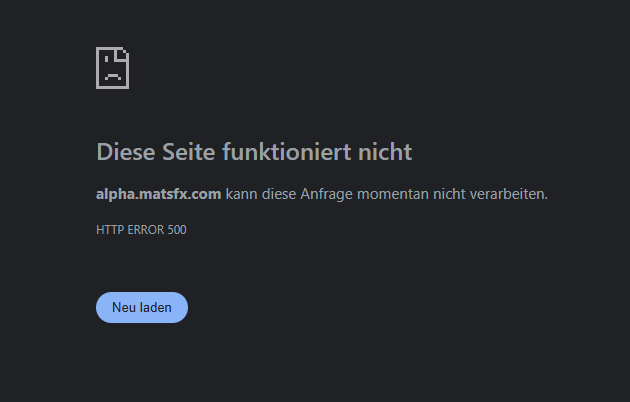 Diese Seite funktioniert nicht
alpha.matsfx.com kann diese Anfrage momentan nicht verarbeiten.
HTTP ERROR 500
Neu laden